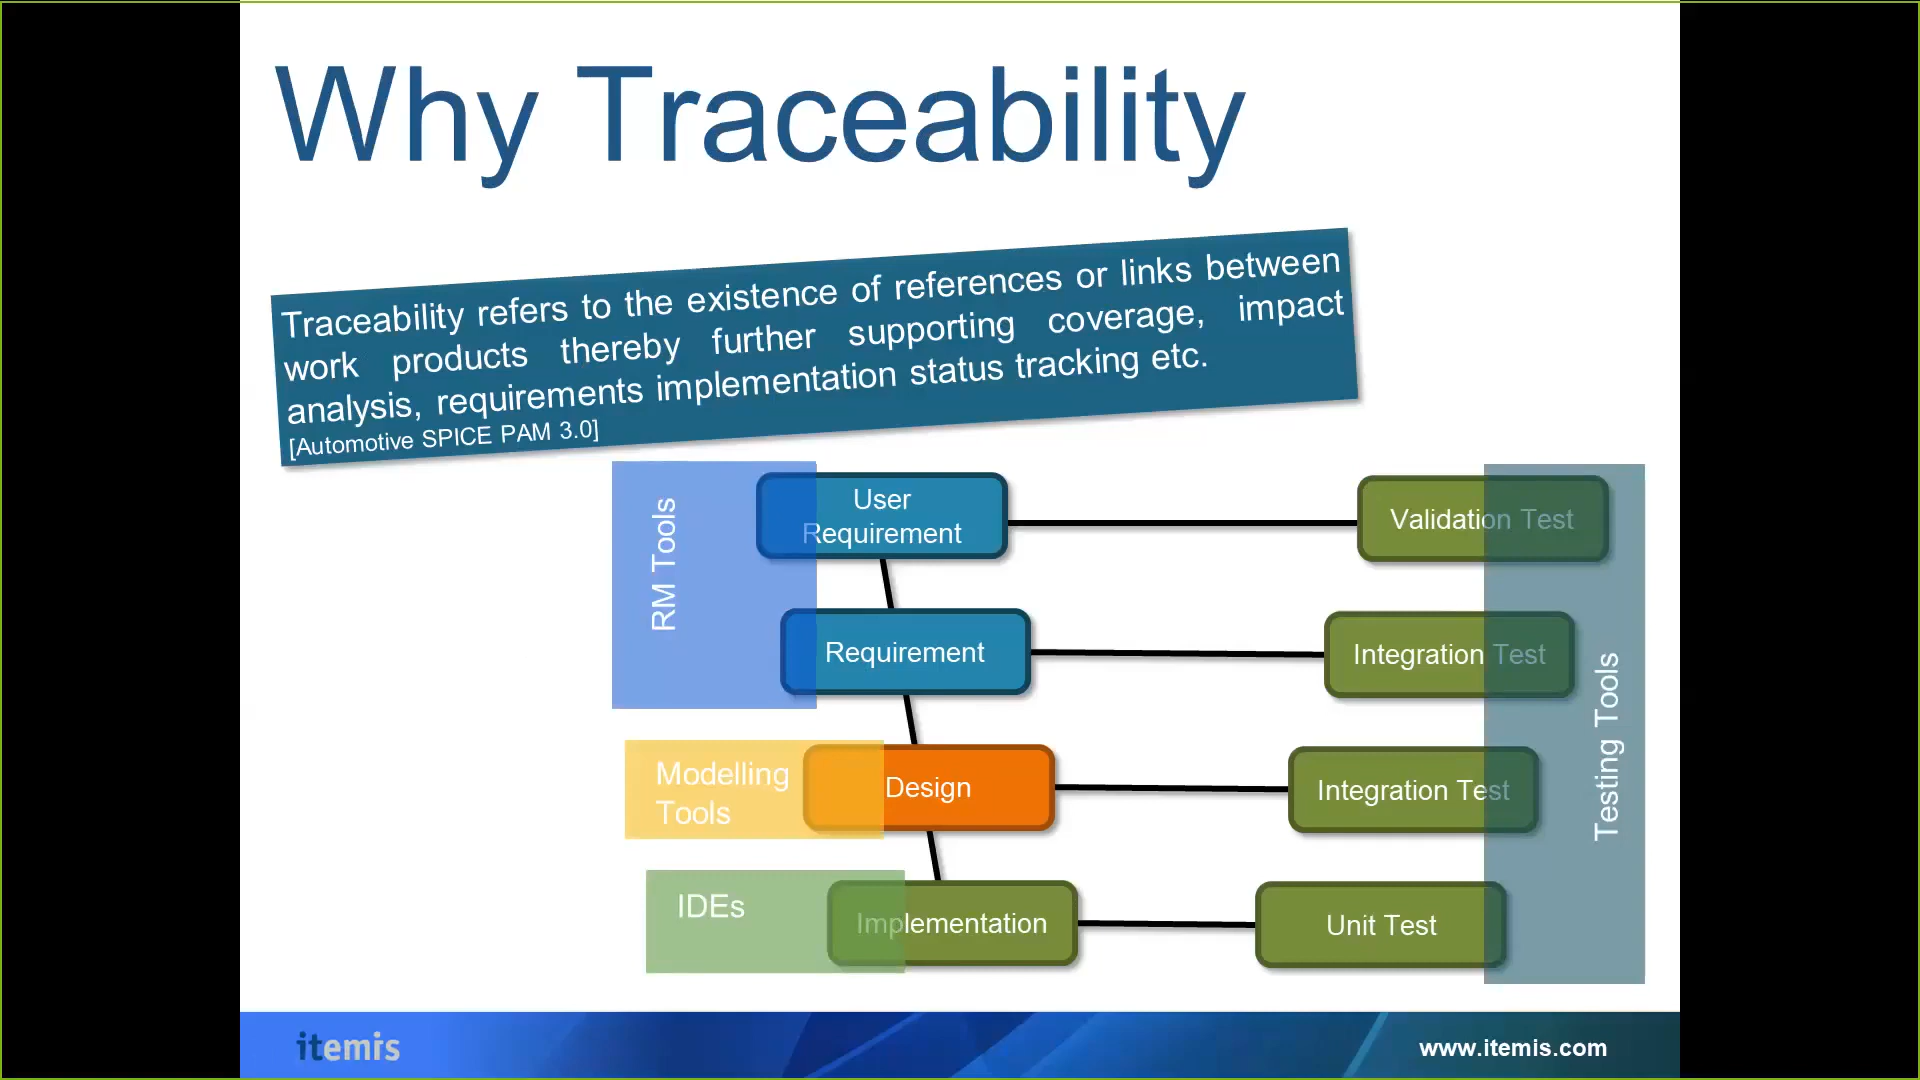 Why Traceability
Traceability refers to the existence of references or links between
work products thereby further supporting coverage, impact
analysis, requirements implementation status tracking etc.
[Automotive SPICE PAM 3.0]
RM Tools
User
Requirement
Validation Test
Requirement
Integration Test
Modelling
Tools
Design
Integration Test
Testing Tools
IDEs
Implementation
Unit Test
itemis
www.itemis.com